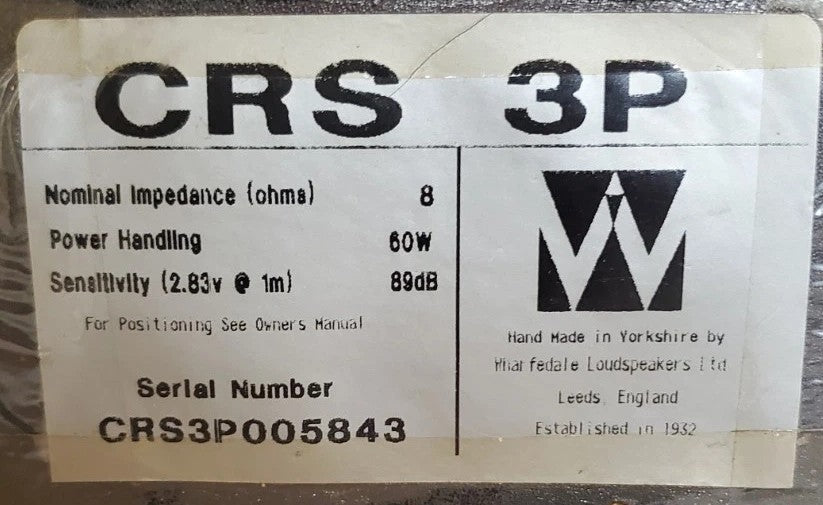 CRS 3P
Nominal Impedance (ohms) 8
Power Handling 60W
Sensitivity (2.83v @ 1m) 89dB
For Positioning See Owners Manual
Serial Number
CRS3P005843
W
Hand Made in Yorkshire by
Wharfedale Loudspeakers Ltd
Leeds, England
Established in 1932